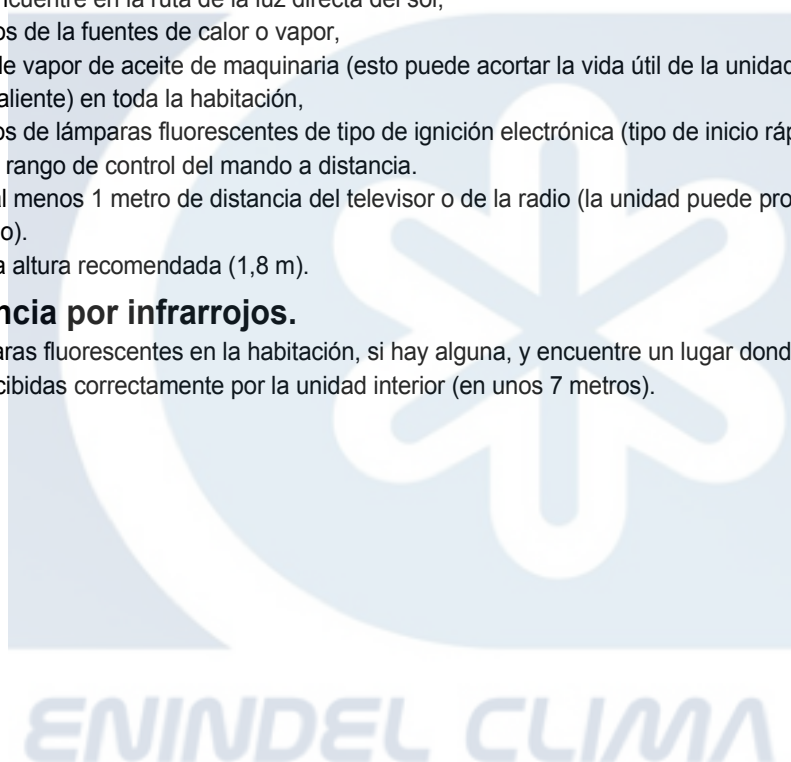 encuentre en la ruta de la luz directa del sol,
os de la fuentes de calor o vapor,
de vapor de aceite de maquinaria (esto puede acortar la vida útil de la unidad
aliente) en toda la habitación,
os de lámparas fluorescentes de tipo de ignición electrónica (tipo de inicio ráp
rango de control del mando a distancia.
al menos 1 metro de distancia del televisor o de la radio (la unidad puede pro
o).
a altura recomendada (1,8 m).
ncia por infrarrojos.
aras fluorescentes en la habitación, si hay alguna, y encuentre un lugar dond
cibidas correctamente por la unidad interior (en unos 7 metros).
ENINDEL CLIMA